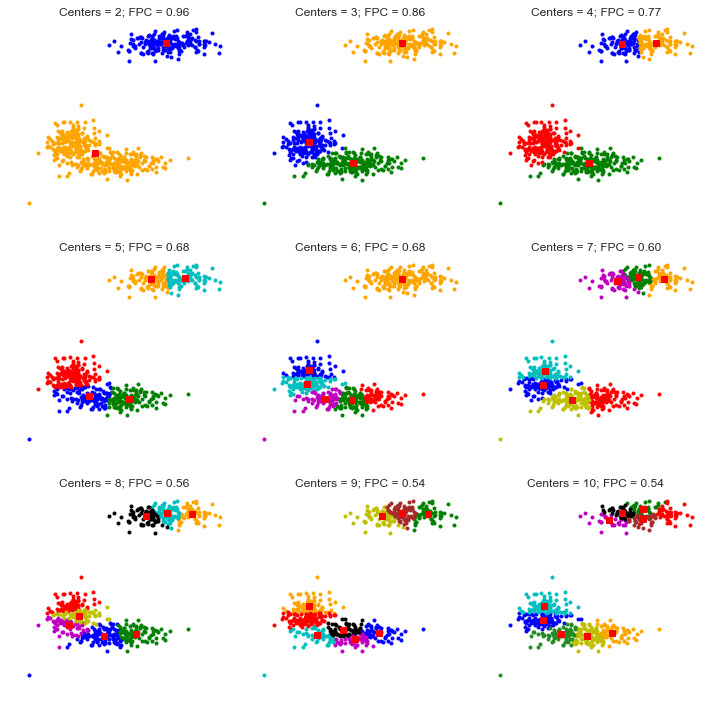 Centers = 2; FPC = 0.96
Centers = 3; FPC = 0.86
Centers = 4; FPC = 0.77
Centers = 5; FPC = 0.68
Centers = 6; FPC = 0.68
Centers = 7; FPC = 0.60
Centers = 8; FPC = 0.56
Centers = 9; FPC = 0.54
Centers = 10; FPC = 0.54